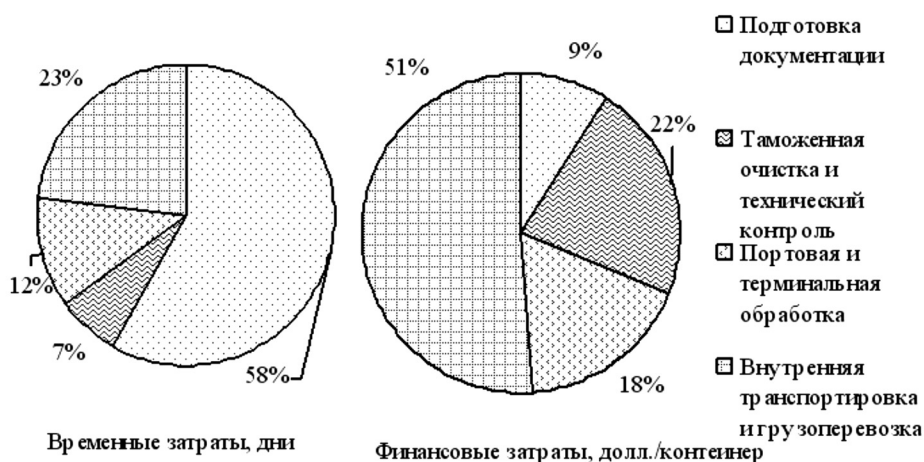 23%
12%
7%
58%
Временные затраты, дни
51%
9%
22%
18%
Финансовые затраты, долл./контейнер
Подготовка
документации
Таможенная
очистка и
технический
контроль
Портовая и
терминальная
обработка
Внутренняя
транспортировка
и грузоперевозка